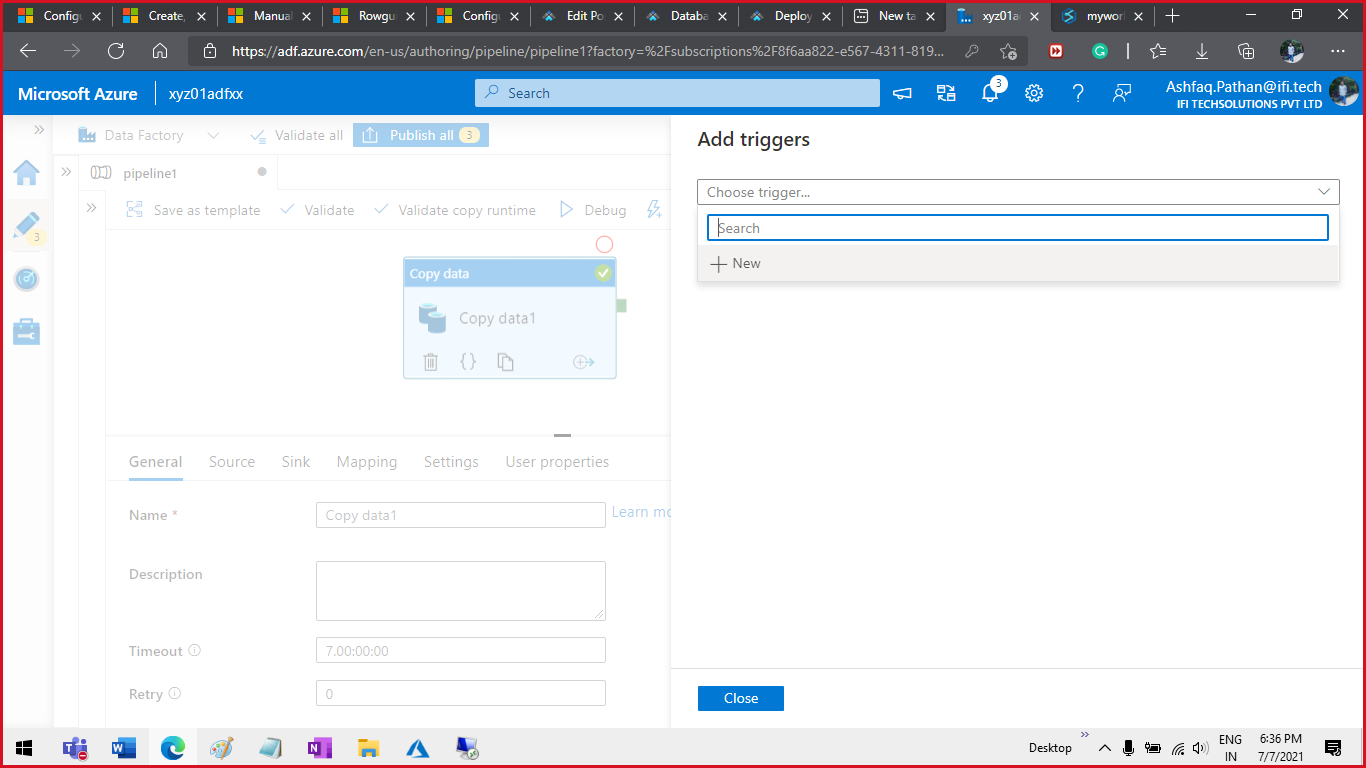 Configu
Create,
Manual
Rowgu
Config
Edit Po
Databa
Deploy
New ta
xyz01ad
mywork
https://adf.azure.com/en-us/authoring/pipeline/pipeline1?factory=%2Fsubscriptions%2F8f6aa822-e567-4311-819...
Microsoft Azure
xyz01adfxx
Search
3
Ashfaq.Pathan@ifi.tech
IFI TECHSOLUTIONS PVT LTD
Data Factory
Validate all
Publish all 3
Add triggers
pipeline1
Choose trigger...
Save as template
Validate
Validate copy runtime
Debug
Search
3
New
Copy data
Copy data1
General
Source
Sink
Mapping
Settings
User properties
Name *
Copy data1
Learn mo
Description
Timeout
7.00:00:00
Retry
0
Close
Desktop
ENG
IN
6:36 PM
7/7/2021